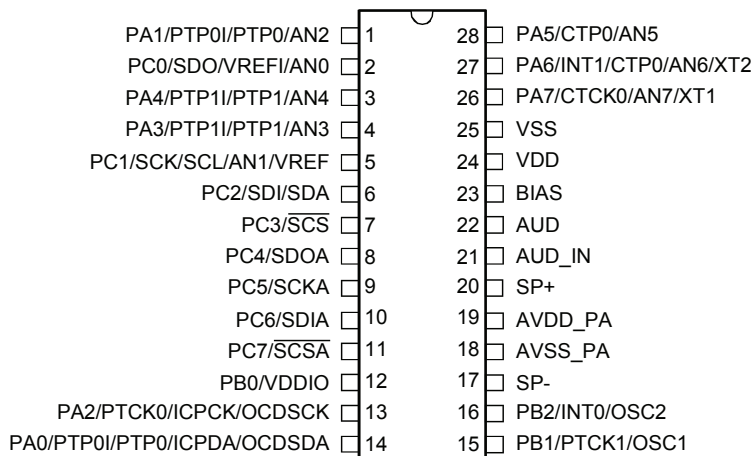 PA1/PTP0I/PTP0/AN2 1 28 PA5/CTP0/AN5
PC0/SDO/VREFI/AN0 2 27 PA6/INT1/CTP0/AN6/XT2
PA4/PTP1I/PTP1/AN4 3 26 PA7/CTCK0/AN7/XT1
PA3/PTP1I/PTP1/AN3 4 25 VSS
PC1/SCK/SCL/AN1/VREF 5 24 VDD
PC2/SDI/SDA 6 23 BIAS
PC3/SCS 7 22 AUD
PC4/SDOA 8 21 AUD_IN
PC5/SCKA 9 20 SP+
PC6/SDIA 10 19 AVDD_PA
PC7/SCSA 11 18 AVSS_PA
PB0/VDDIO 12 17 SP-
PA2/PTCK0/ICPCK/OCDSCK 13 16 PB2/INT0/OSC2
PA0/PTP0I/PTP0/ICPDA/OCDSDA 14 15 PB1/PTCK1/OSC1